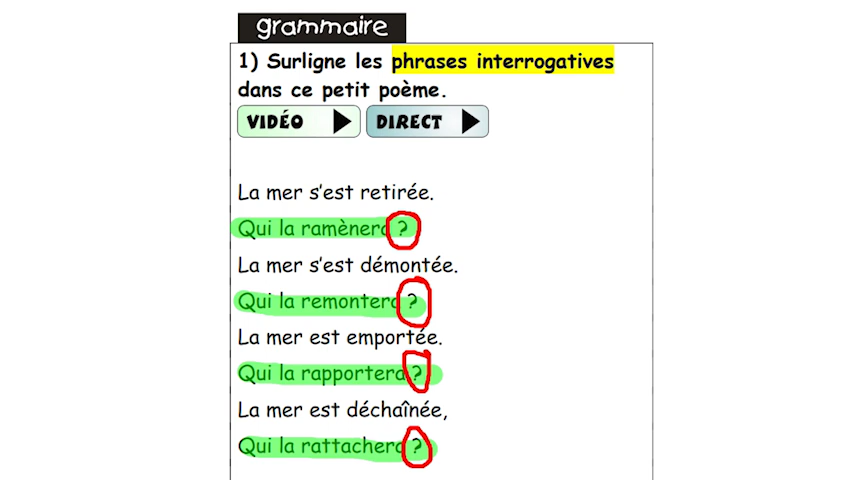 grammaire
1) Surligne les phrases interrogatives
dans ce petit poème.
VIDÉO
DIRECT
La mer s'est retirée.
Qui la ramènera ?
La mer s'est démontée.
Qui la remontera ?
La mer est emportée.
Qui la rapportera ?
La mer est déchaînée,
Qui la rattachera ?